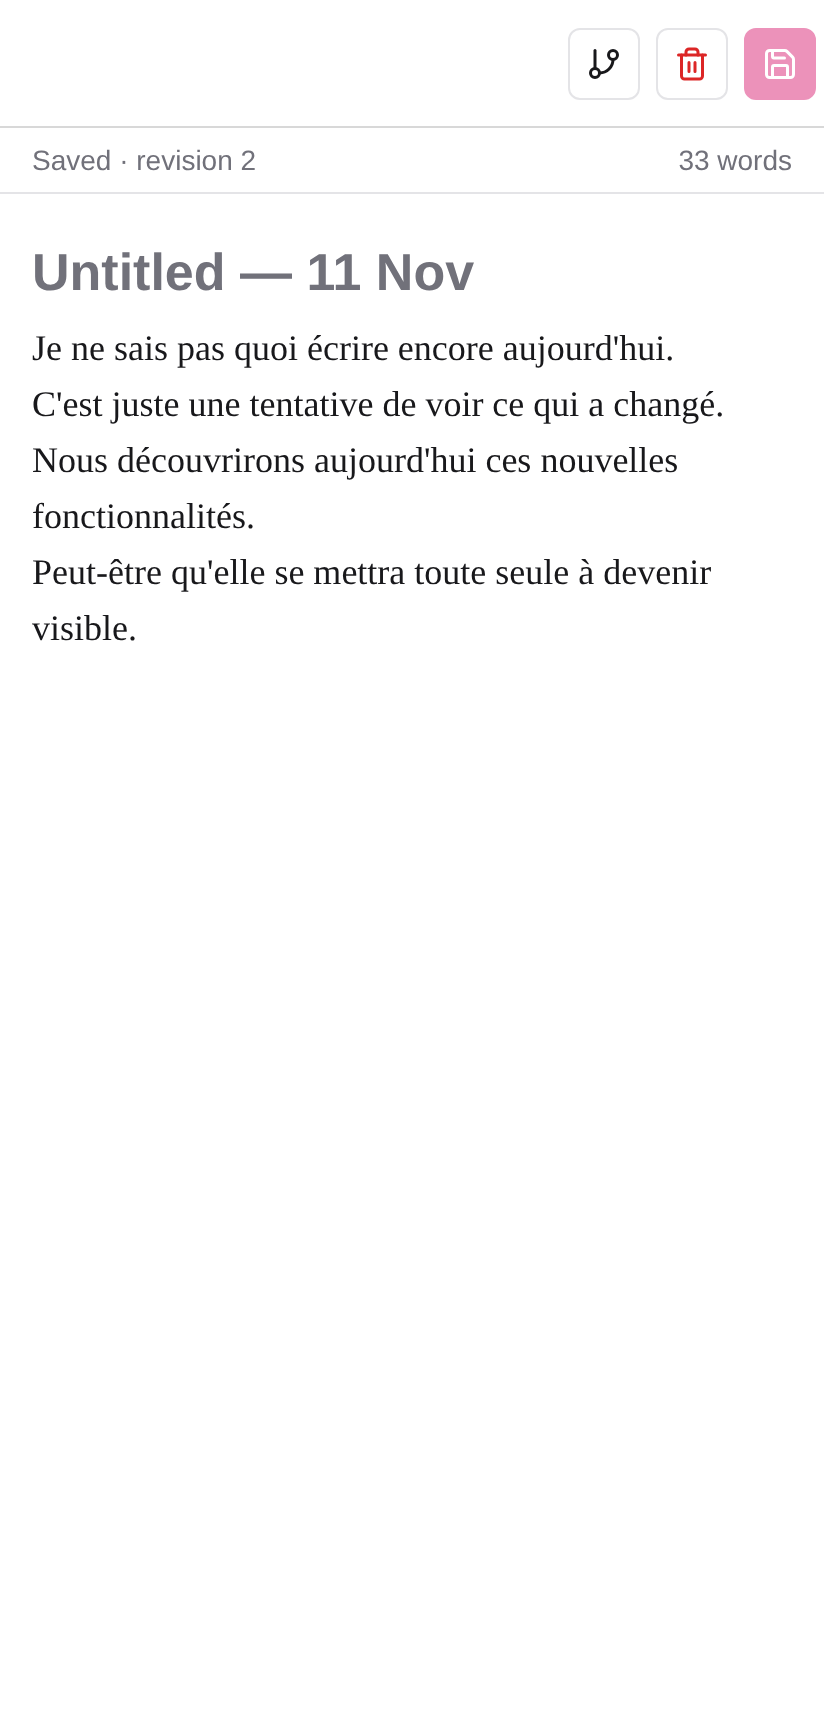 Saved · revision 2
33 words
Untitled — 11 Nov
Je ne sais pas quoi écrire encore aujourd'hui.
C'est juste une tentative de voir ce qui a changé.
Nous découvrirons aujourd'hui ces nouvelles
fonctionnalités.
Peut-être qu'elle se mettra toute seule à devenir
visible.